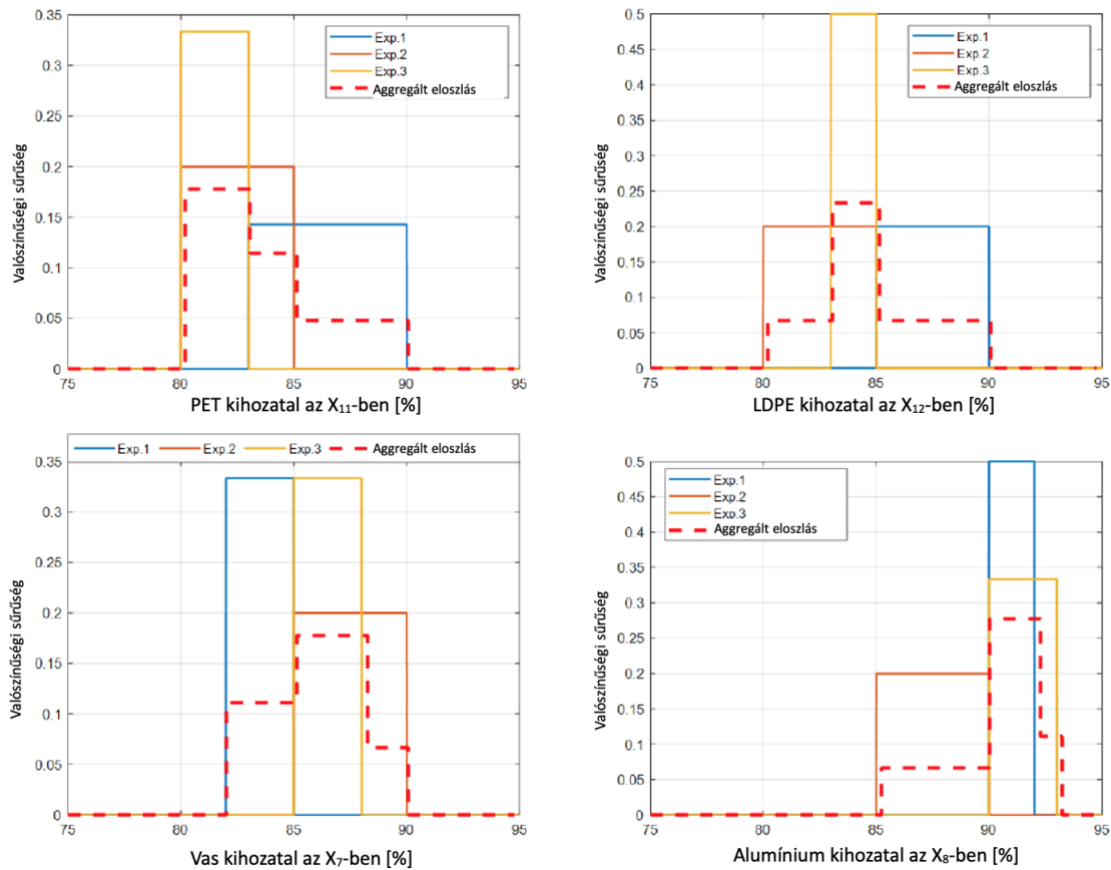 0.35
0.3
0.25
0.2
0.15
0.1
0.05
0
75 80 85 90 95
Valószínűségi sűrűség
Exp.1
Exp.2
Exp.3
Aggregált eloszlás
PET kihozatal az X₁₁-ben [%]
0.5
0.45
0.4
0.35
0.3
0.25
0.2
0.15
0.1
0.05
0
75 80 85 90 95
Valószínűségi sűrűség
Exp.1
Exp.2
Exp.3
Aggregált eloszlás
LDPE kihozatal az X₁₂-ben [%]
Exp.1 Exp.2 Exp.3 Aggregált eloszlás
0.35
0.3
0.25
0.2
0.15
0.1
0.05
0
75 80 85 90 95
Valószínűségi sűrűség
Vas kihozatal az X₇-ben [%]
0.5
0.45
0.4
0.35
0.3
0.25
0.2
0.15
0.1
0.05
0
75 80 85 90 95
Valószínűségi sűrűség
Exp.1
Exp.2
Exp.3
Aggregált eloszlás
Alumínium kihozatal az X₈-ben [%]